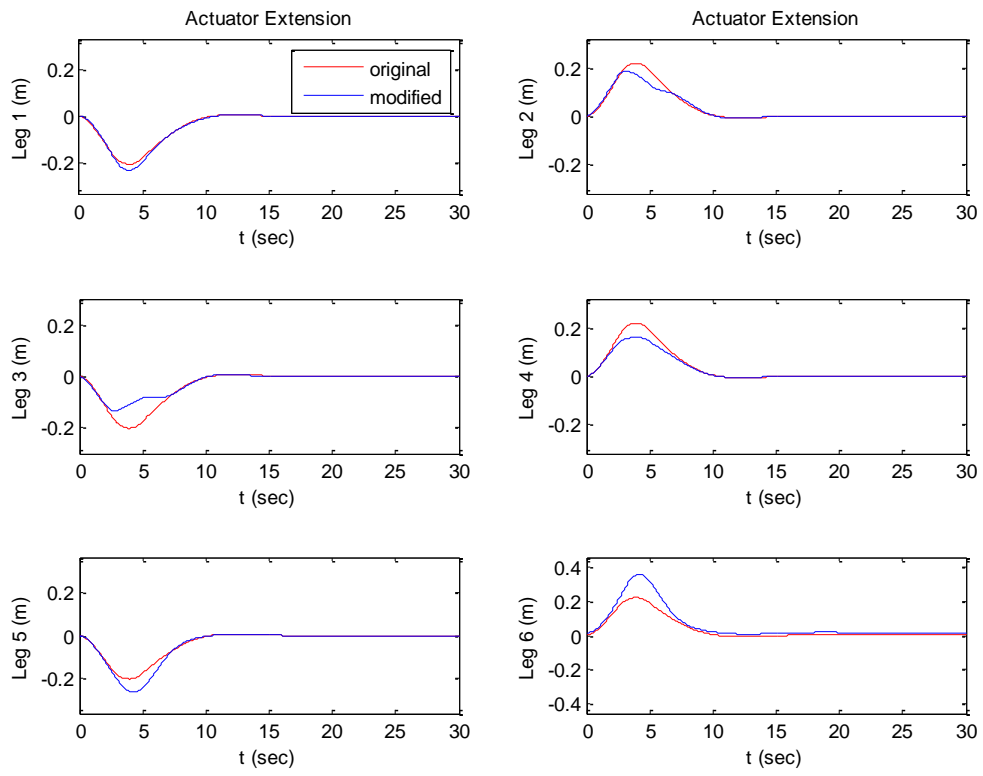 Actuator Extension
0.2
0
-0.2
Leg 1 (m)
original
modified
0 5 10 15 20 25 30
t (sec)
Actuator Extension
0.2
0
-0.2
Leg 2 (m)
0 5 10 15 20 25 30
t (sec)
0.2
0
-0.2
Leg 3 (m)
0 5 10 15 20 25 30
t (sec)
0.2
0
-0.2
Leg 4 (m)
0 5 10 15 20 25 30
t (sec)
0.2
0
-0.2
Leg 5 (m)
0 5 10 15 20 25 30
t (sec)
0.4
0.2
0
-0.2
-0.4
Leg 6 (m)
0 5 10 15 20 25 30
t (sec)